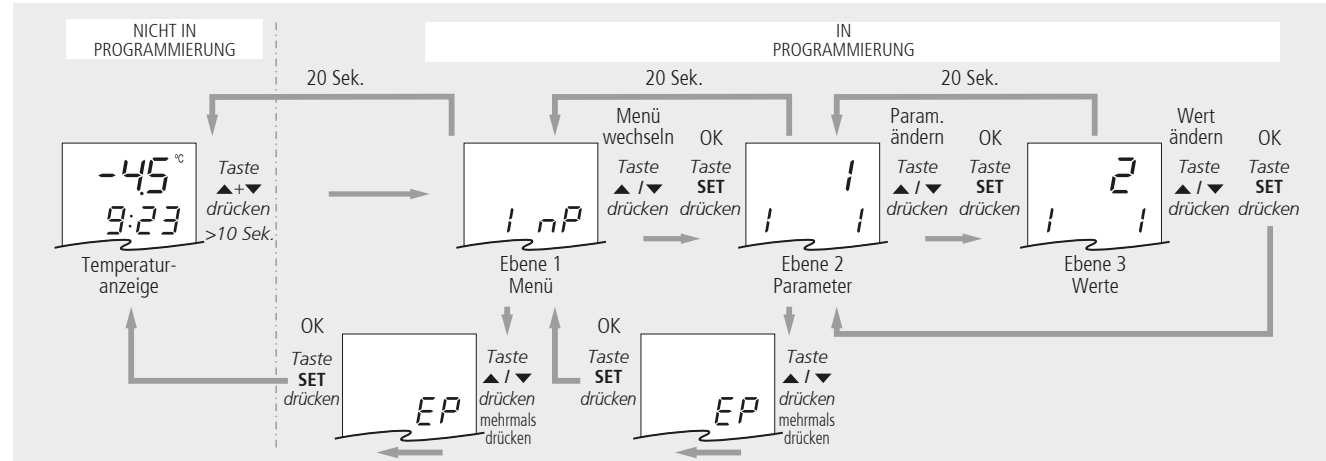 NICHT IN
PROGRAMMIERUNG
IN
PROGRAMMIERUNG
20 Sek.
20 Sek.
20 Sek.
-4.5 °C
9:23
Taste
▲+▼
drücken
>10 Sek.
Temperatur-
anzeige
1 nP
Ebene 1
Menü
Menü
wechseln
Taste
▲ / ▼
drücken
OK
Taste
SET
drücken
1
1 1
Ebene 2
Parameter
Param.
ändern
Taste
▲ / ▼
drücken
OK
Taste
SET
drücken
2
1 1
Ebene 3
Werte
Wert
ändern
Taste
▲ / ▼
drücken
OK
Taste
SET
drücken
OK
Taste
SET
drücken
EP
Taste
▲ / ▼
drücken
mehrmals
drücken
OK
Taste
SET
drücken
EP
Taste
▲ / ▼
drücken
mehrmals
drücken